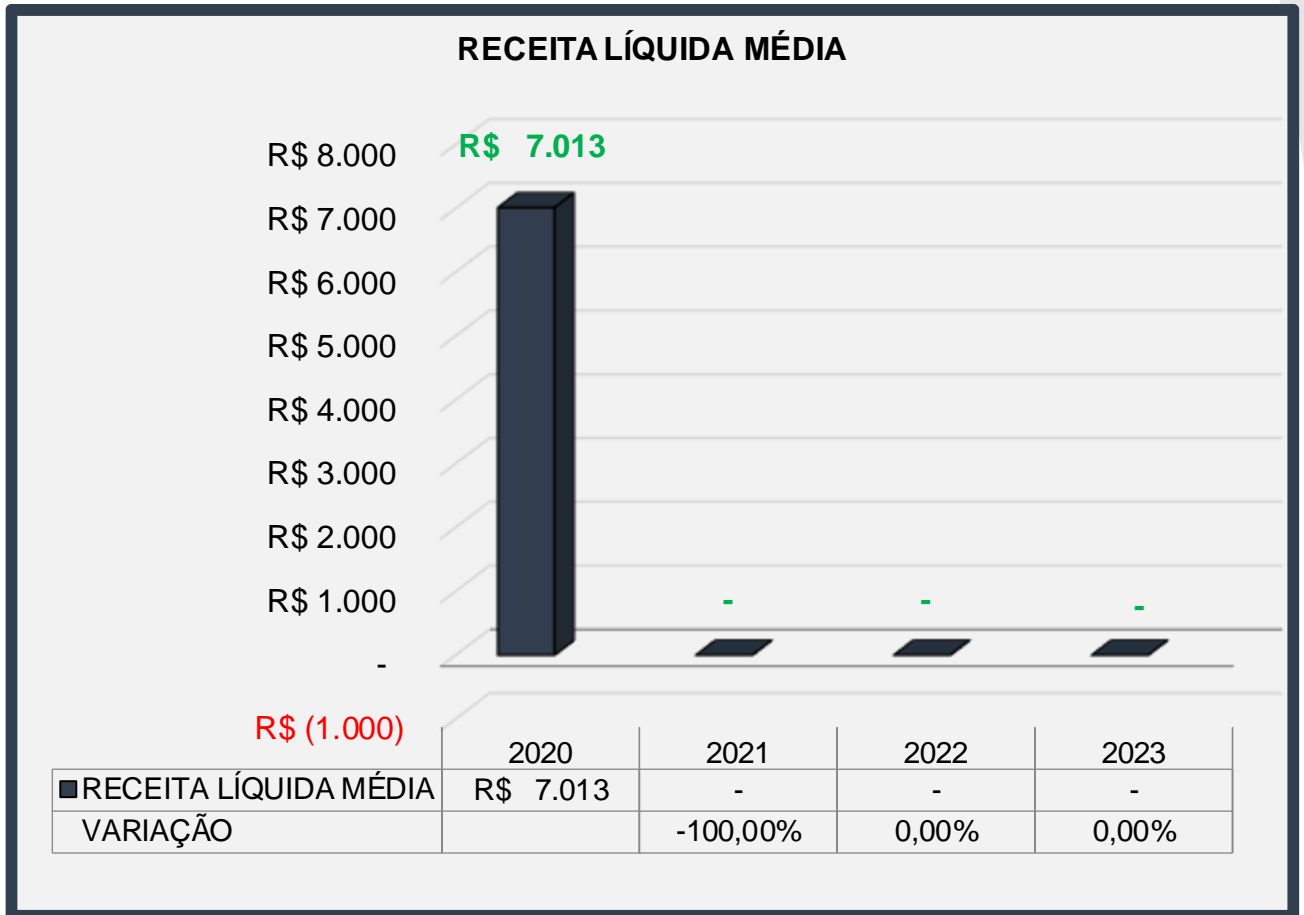 RECEITA LÍQUIDA MÉDIA
R$ 8.000
R$ 7.013
R$ 7.000
R$ 6.000
R$ 5.000
R$ 4.000
R$ 3.000
R$ 2.000
R$ 1.000
- - -
-
R$ (1.000)
2020 2021 2022 2023
RECEITA LÍQUIDA MÉDIA R$ 7.013 - - -
VARIAÇÃO -100,00% 0,00% 0,00%